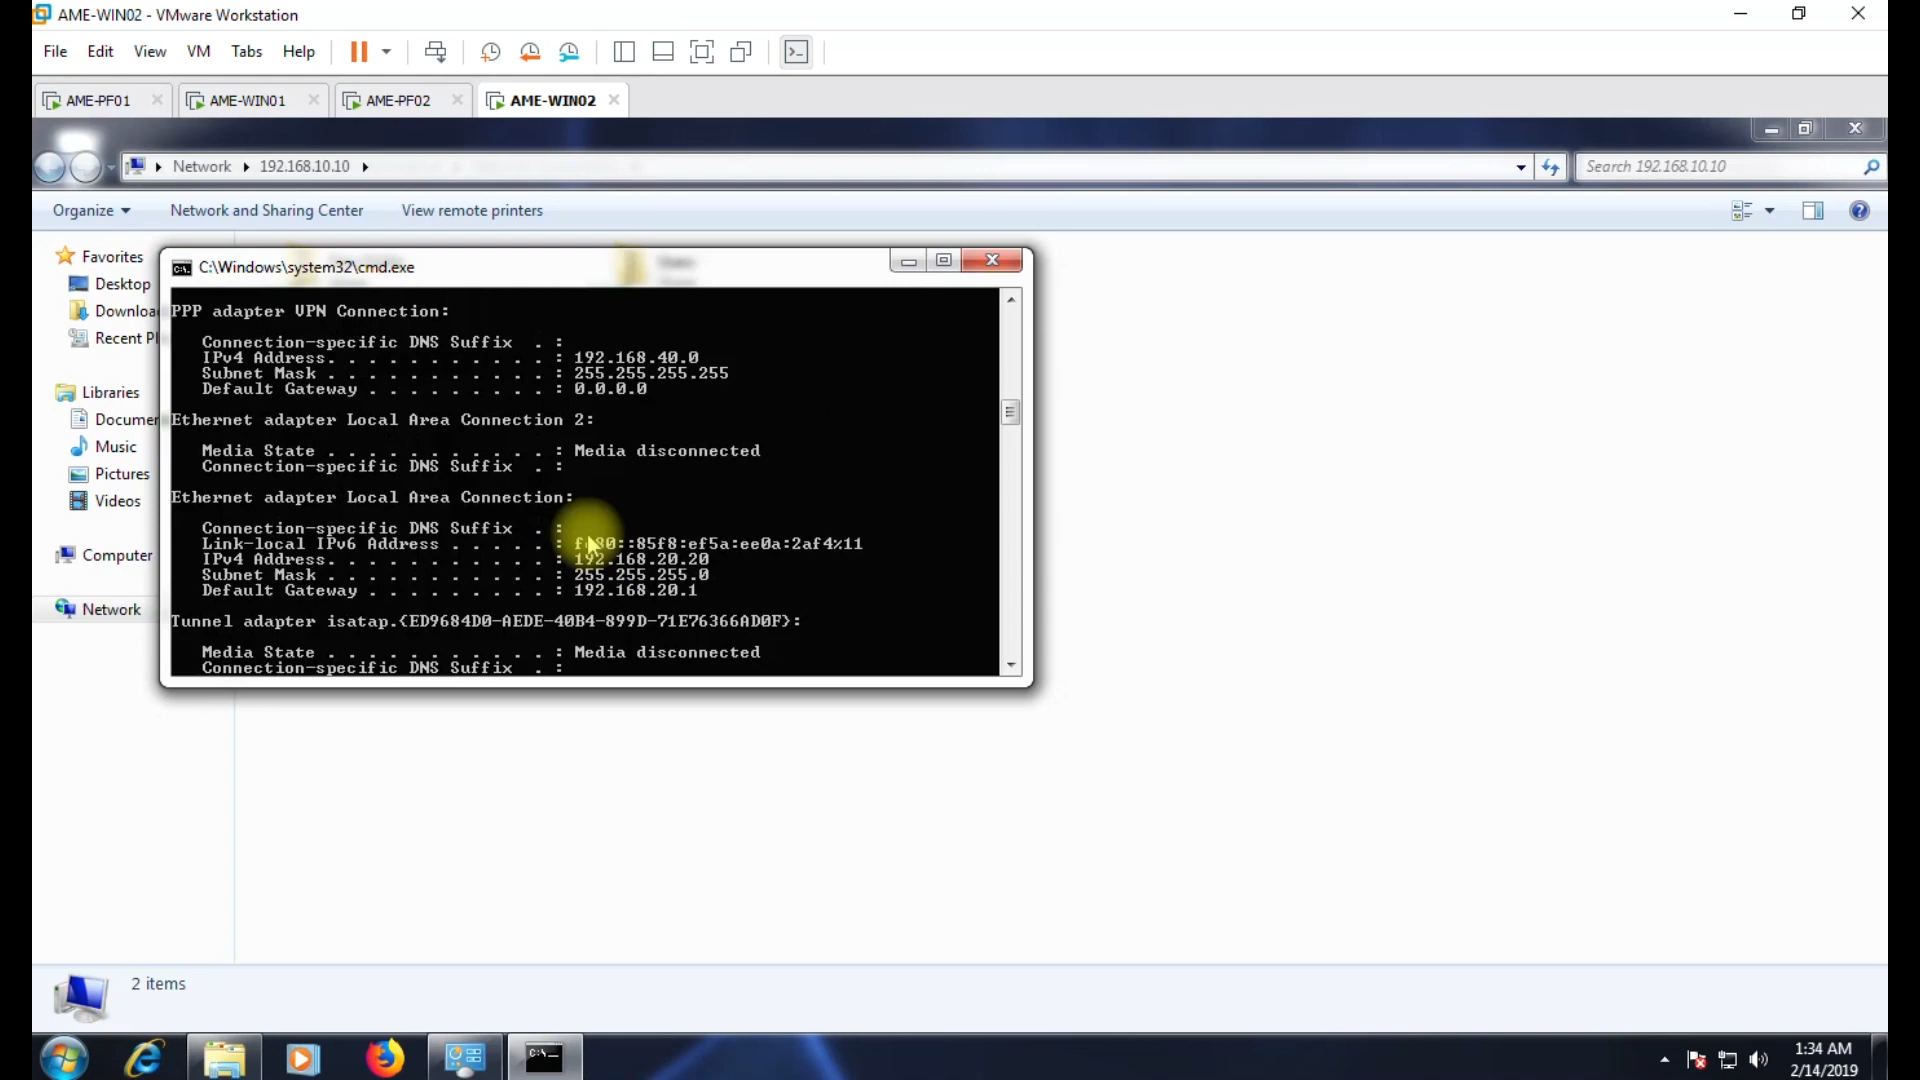 AME-WIN02 - VMware Workstation
File Edit View VM Tabs Help
AME-PF01 AME-WIN01 AME-PF02 AME-WIN02
Network 192.168.10.10 Search 192.168.10.10
Organize Network and Sharing Center View remote printers
Favorites
Desktop
Downloa
Recent Pl
Libraries
Documen
Music
Pictures
Videos
Computer
Network
C:\Windows\system32\cmd.exe
PPP adapter VPN Connection:
Connection-specific DNS Suffix . :
IPv4 Address. . . . . . . . . . . : 192.168.40.0
Subnet Mask . . . . . . . . . . . : 255.255.255.255
Default Gateway . . . . . . . . . : 0.0.0.0
Ethernet adapter Local Area Connection 2:
Media State . . . . . . . . . . . : Media disconnected
Connection-specific DNS Suffix . :
Ethernet adapter Local Area Connection:
Connection-specific DNS Suffix . :
Link-local IPv6 Address . . . . . : fe80::85f8:ef5a:ee0a:2af4%11
IPv4 Address. . . . . . . . . . . : 192.168.20.20
Subnet Mask . . . . . . . . . . . : 255.255.255.0
Default Gateway . . . . . . . . . : 192.168.20.1
Tunnel adapter isatap.{ED9684D0-AEDE-40B4-899D-71E76366AD0F}:
Media State . . . . . . . . . . . : Media disconnected
Connection-specific DNS Suffix . :
2 items
1:34 AM
2/14/2019